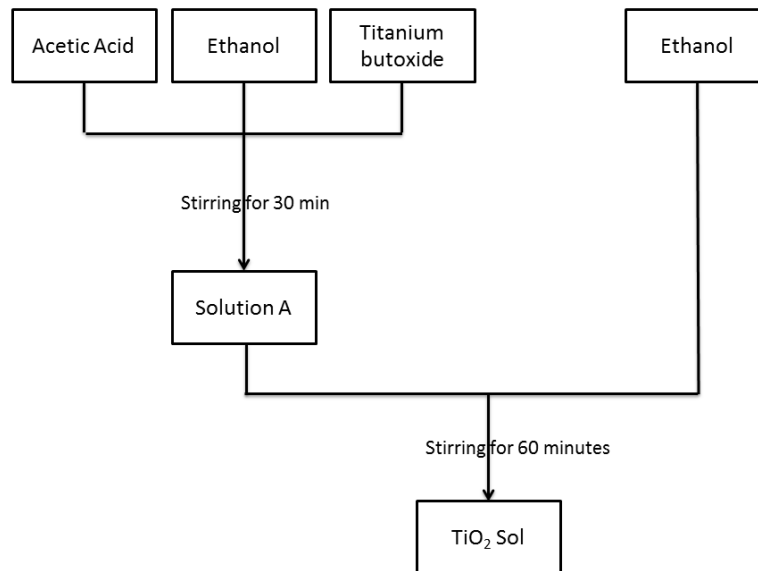 Acetic Acid
Ethanol
Titanium
butoxide
Ethanol
Stirring for 30 min
Solution A
Stirring for 60 minutes
TiO₂ Sol